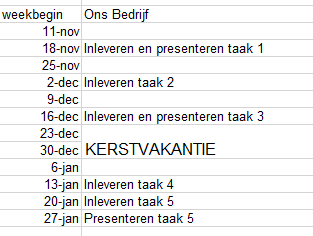 weekbegin Ons Bedrijf
11-nov
18-nov Inleveren en presenteren taak 1
25-nov
2-dec Inleveren taak 2
9-dec
16-dec Inleveren en presenteren taak 3
23-dec
30-dec KERSTVAKANTIE
6-jan
13-jan Inleveren taak 4
20-jan Inleveren taak 5
27-jan Presenteren taak 5